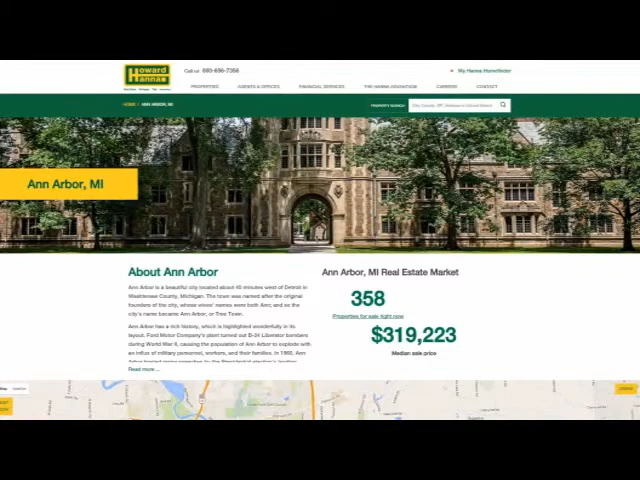 Howard
Hanna
Call us: 800-656-7356
My Hanna Homefinder
PROPERTIES AGENTS & OFFICES FINANCIAL SERVICES THE HANNA ADVANTAGE CAREERS CONTACT
HOME / ANN ARBOR, MI
PROPERTY SEARCH
Ann Arbor, MI
About Ann Arbor
Ann Arbor is a beautiful city located about 45 minutes west of Detroit in
Washtenaw County, Michigan. The town was named after the original
founders of the city, whose wives' names were both Ann, and so the
city's name became Ann Arbor, or Tree Town.
Ann Arbor has a rich history, which is highlighted wonderfully in its
layout. Ford Motor Company's plant turned out B-24 Liberator bombers
during World War II, causing the population of Ann Arbor to explode with
an influx of military personnel, workers, and their families. In 1960, Ann
Read more...
Ann Arbor, MI Real Estate Market
358
Properties for sale right now
$319,223
Median sale price